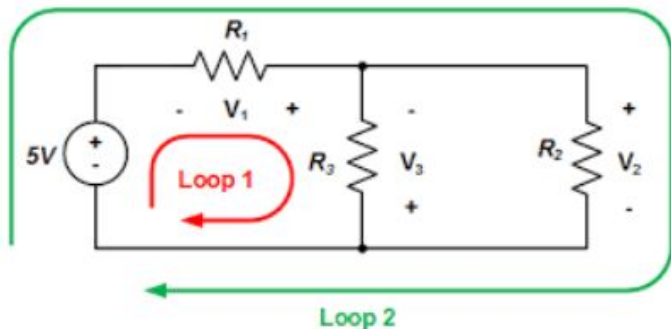 R₁
- V₁ +
5V
+
-
Loop 1
R₃
-
V₃
+
R₂
+
V₂
-
Loop 2